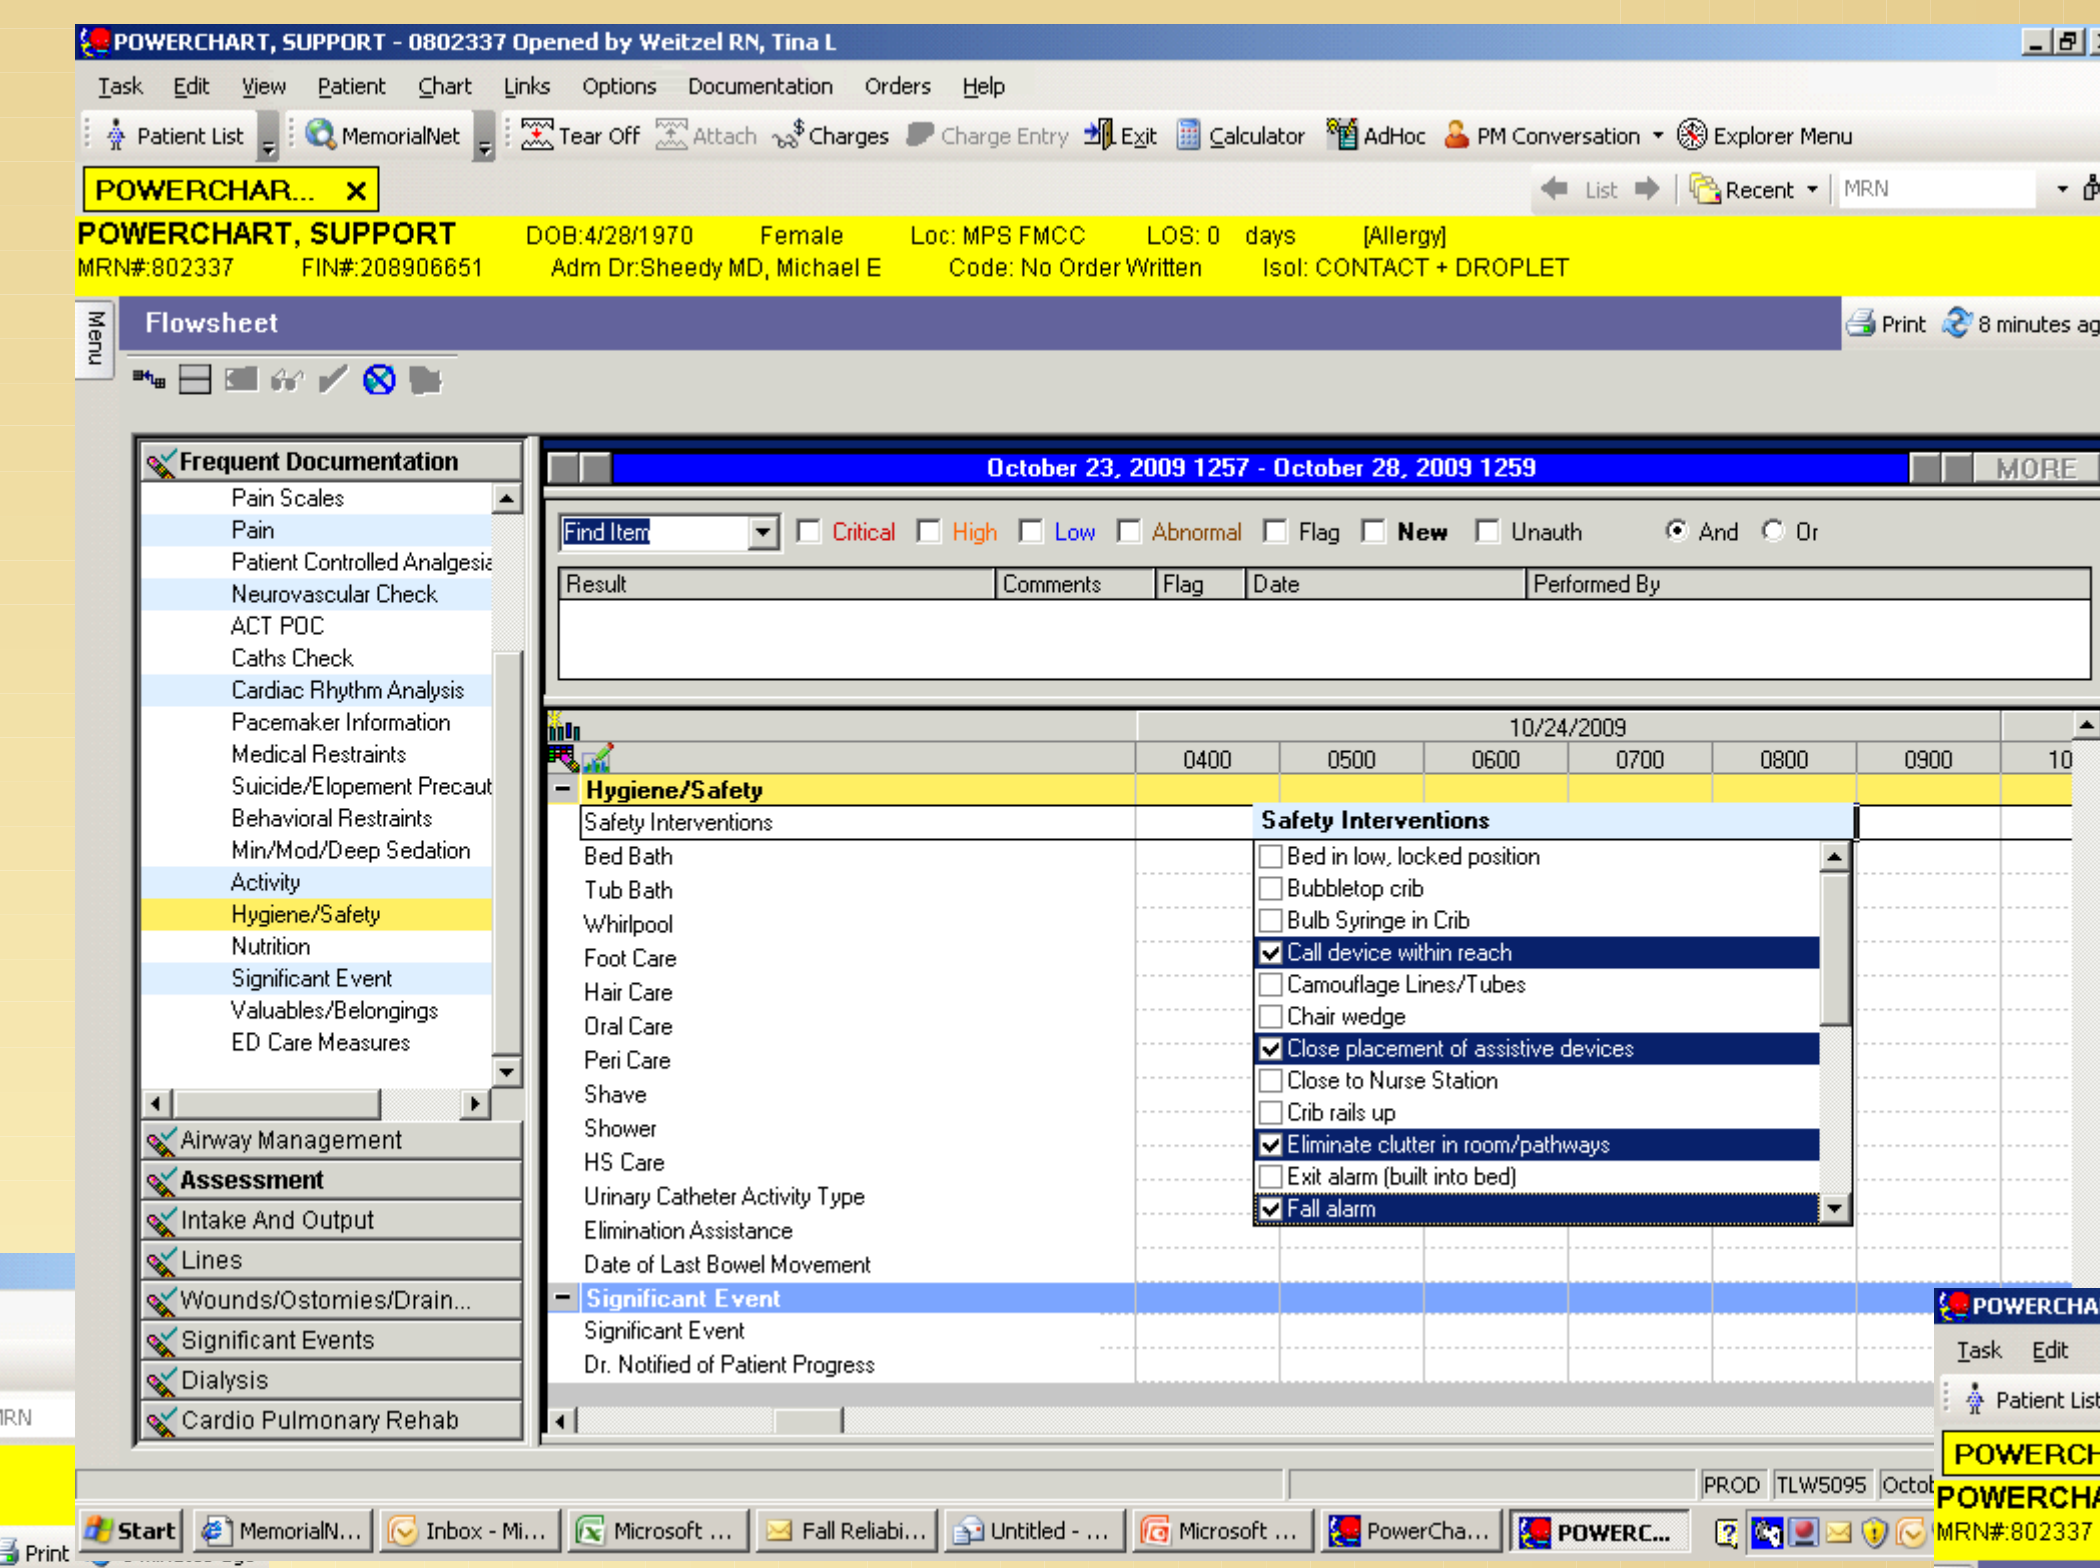 POWERCHART, SUPPORT - 0802337 Opened by Weitzel RN, Tina L
Task Edit View Patient Chart Links Options Documentation Orders Help
Patient List MemorialNet Tear Off Attach Charges Charge Entry Exit Calculator AdHoc PM Conversation Explorer Menu
POWERCHAR... List Recent MRN
POWERCHART, SUPPORT DOB:4/28/1970 Female Loc: MPS FMCC LOS: 0 days [Allergy]
MRN#:802337 FIN#:208906651 Adm Dr:Sheedy MD, Michael E Code: No Order Written Isol: CONTACT + DROPLET
Menu
Flowsheet Print 8 minutes ag
Frequent Documentation
Pain Scales
Pain
Patient Controlled Analgesia
Neurovascular Check
ACT POC
Caths Check
Cardiac Rhythm Analysis
Pacemaker Information
Medical Restraints
Suicide/Elopement Precaut
Behavioral Restraints
Min/Mod/Deep Sedation
Activity
Hygiene/Safety
Nutrition
Significant Event
Valuables/Belongings
ED Care Measures
Airway Management
Assessment
Intake And Output
Lines
Wounds/Ostomies/Drain...
Significant Events
Dialysis
Cardio Pulmonary Rehab
October 23, 2009 1257 - October 28, 2009 1259 MORE
Find Item Critical High Low Abnormal Flag New Unauth And Or
Result Comments Flag Date Performed By
10/24/2009
0400 0500 0600 0700 0800 0900 10
Hygiene/Safety
Safety Interventions
Bed Bath
Tub Bath
Whirlpool
Foot Care
Hair Care
Oral Care
Peri Care
Shave
Shower
HS Care
Urinary Catheter Activity Type
Elimination Assistance
Date of Last Bowel Movement
Significant Event
Significant Event
Dr. Notified of Patient Progress
Safety Interventions
Bed in low, locked position
Bubbletop crib
Bulb Syringe in Crib
Call device within reach
Camouflage Lines/Tubes
Chair wedge
Close placement of assistive devices
Close to Nurse Station
Crib rails up
Eliminate clutter in room/pathways
Exit alarm (built into bed)
Fall alarm
PROD TLW5095 Octob
Start MemorialN... Inbox - Mi... Microsoft ... Fall Reliabi... Untitled - ... Microsoft ... PowerCha... POWERC...
MRN
Print
POWERCHA
Task Edit
Patient List
POWERCH
POWERCHA
MRN#:802337